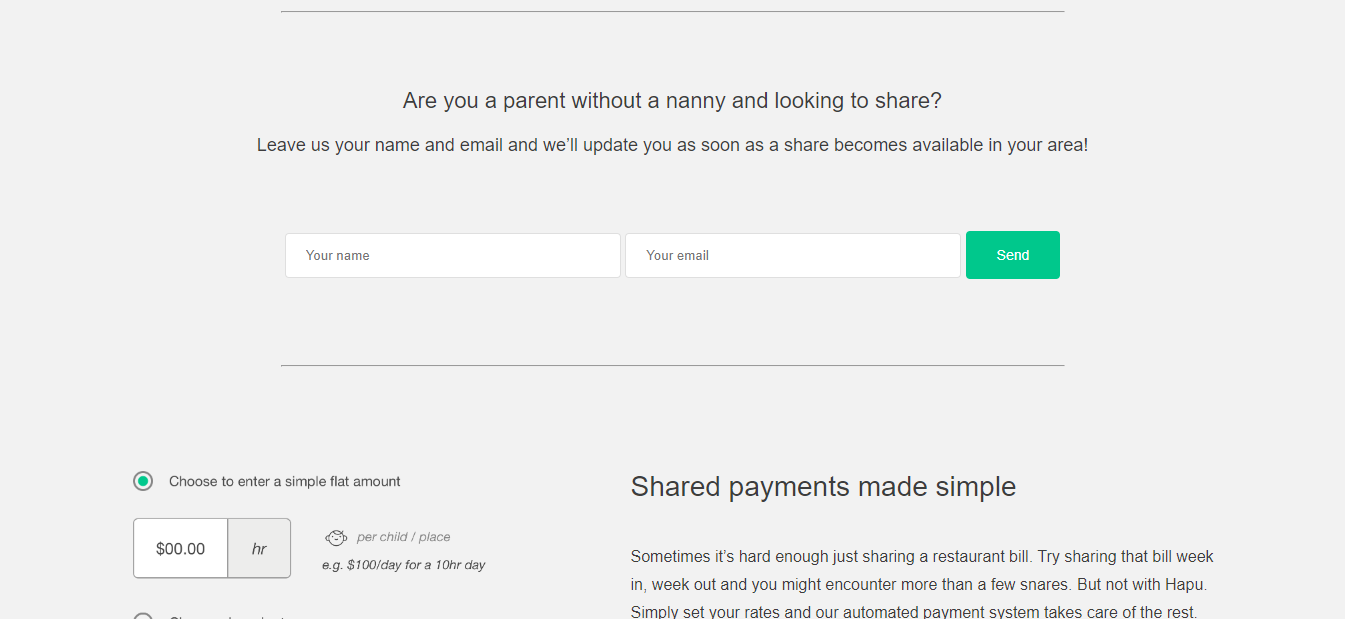 Are you a parent without a nanny and looking to share?
Leave us your name and email and we’ll update you as soon as a share becomes available in your area!
Your name
Your email
Send
Choose to enter a simple flat amount
$00.00
hr
per child / place
e.g. $100/day for a 10hr day
Shared payments made simple
Sometimes it’s hard enough just sharing a restaurant bill. Try sharing that bill week
in, week out and you might encounter more than a few snares. But not with Hapu.
Simply set your rates and our automated payment system takes care of the rest.